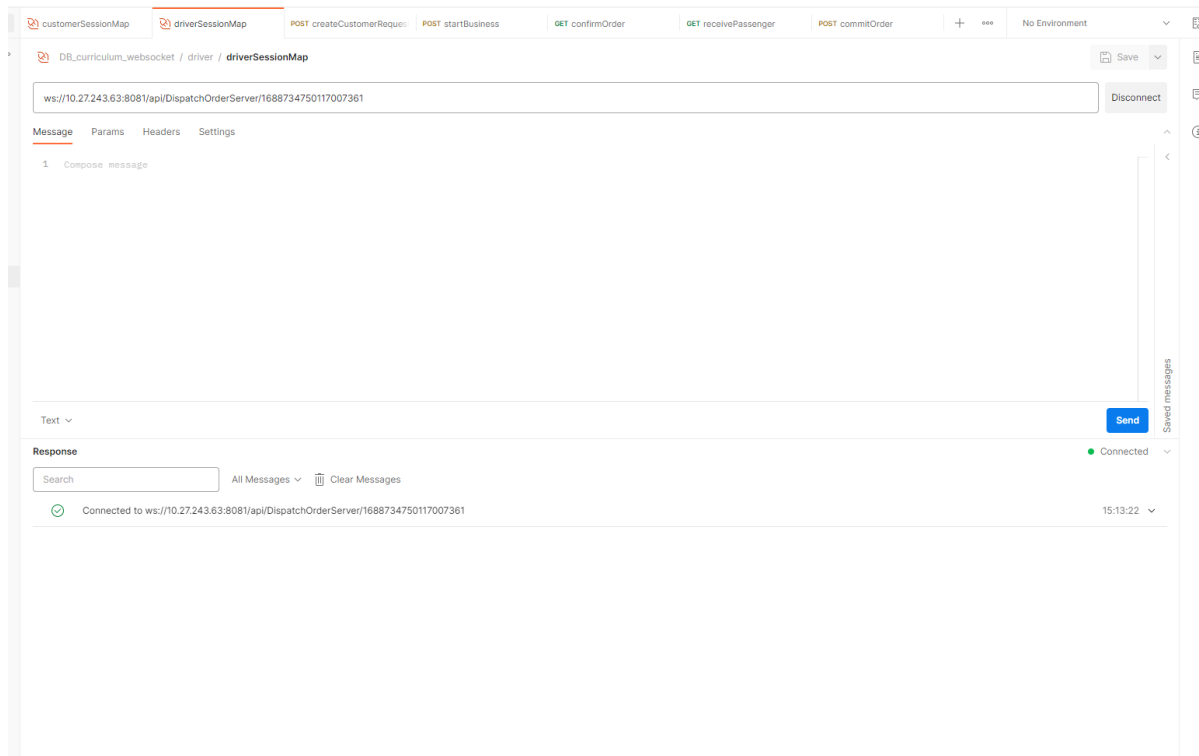 customerSessionMap driverSessionMap POST createCustomerReques POST startBusiness GET confirmOrder GET receivePassenger POST commitOrder No Environment
DB_curriculum_websocket / driver / driverSessionMap Save
ws://10.27.243.63:8081/api/DispatchOrderServer/1688734750117007361 Disconnect
Message Params Headers Settings
1 Compose message
Saved messages
Text Send
Response Connected
Search All Messages Clear Messages
Connected to ws://10.27.243.63:8081/api/DispatchOrderServer/1688734750117007361 15:13:22